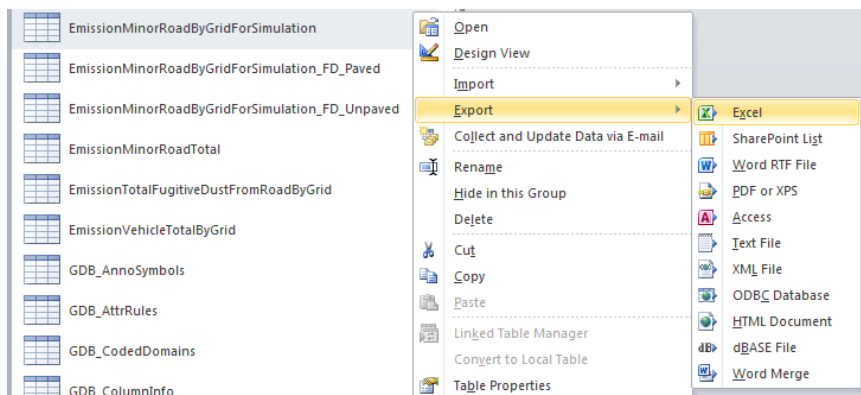 EmissionMinorRoadByGridForSimulation
EmissionMinorRoadByGridForSimulation_FD_Paved
EmissionMinorRoadByGridForSimulation_FD_Unpaved
EmissionMinorRoadTotal
EmissionTotalFugitiveDustFromRoadByGrid
EmissionVehicleTotalByGrid
GDB_AnnoSymbols
GDB_AttrRules
GDB_CodedDomains
GDB_ColumnInfo
Open
Design View
Import
Export
Collect and Update Data via E-mail
Rename
Hide in this Group
Delete
Cut
Copy
Paste
Linked Table Manager
Convert to Local Table
Table Properties
Excel
SharePoint List
Word RTF File
PDF or XPS
Access
Text File
XML File
ODBC Database
HTML Document
dBASE File
Word Merge